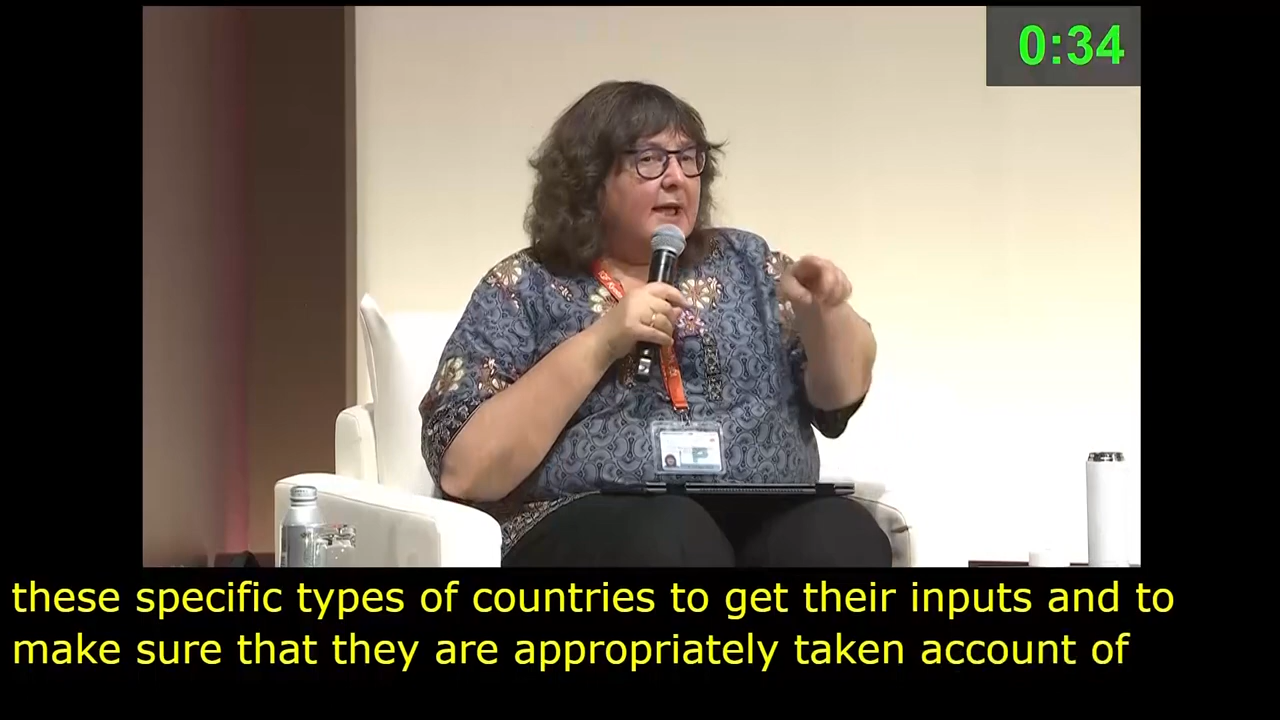 0:34
these specific types of countries to get their inputs and to
make sure that they are appropriately taken account of